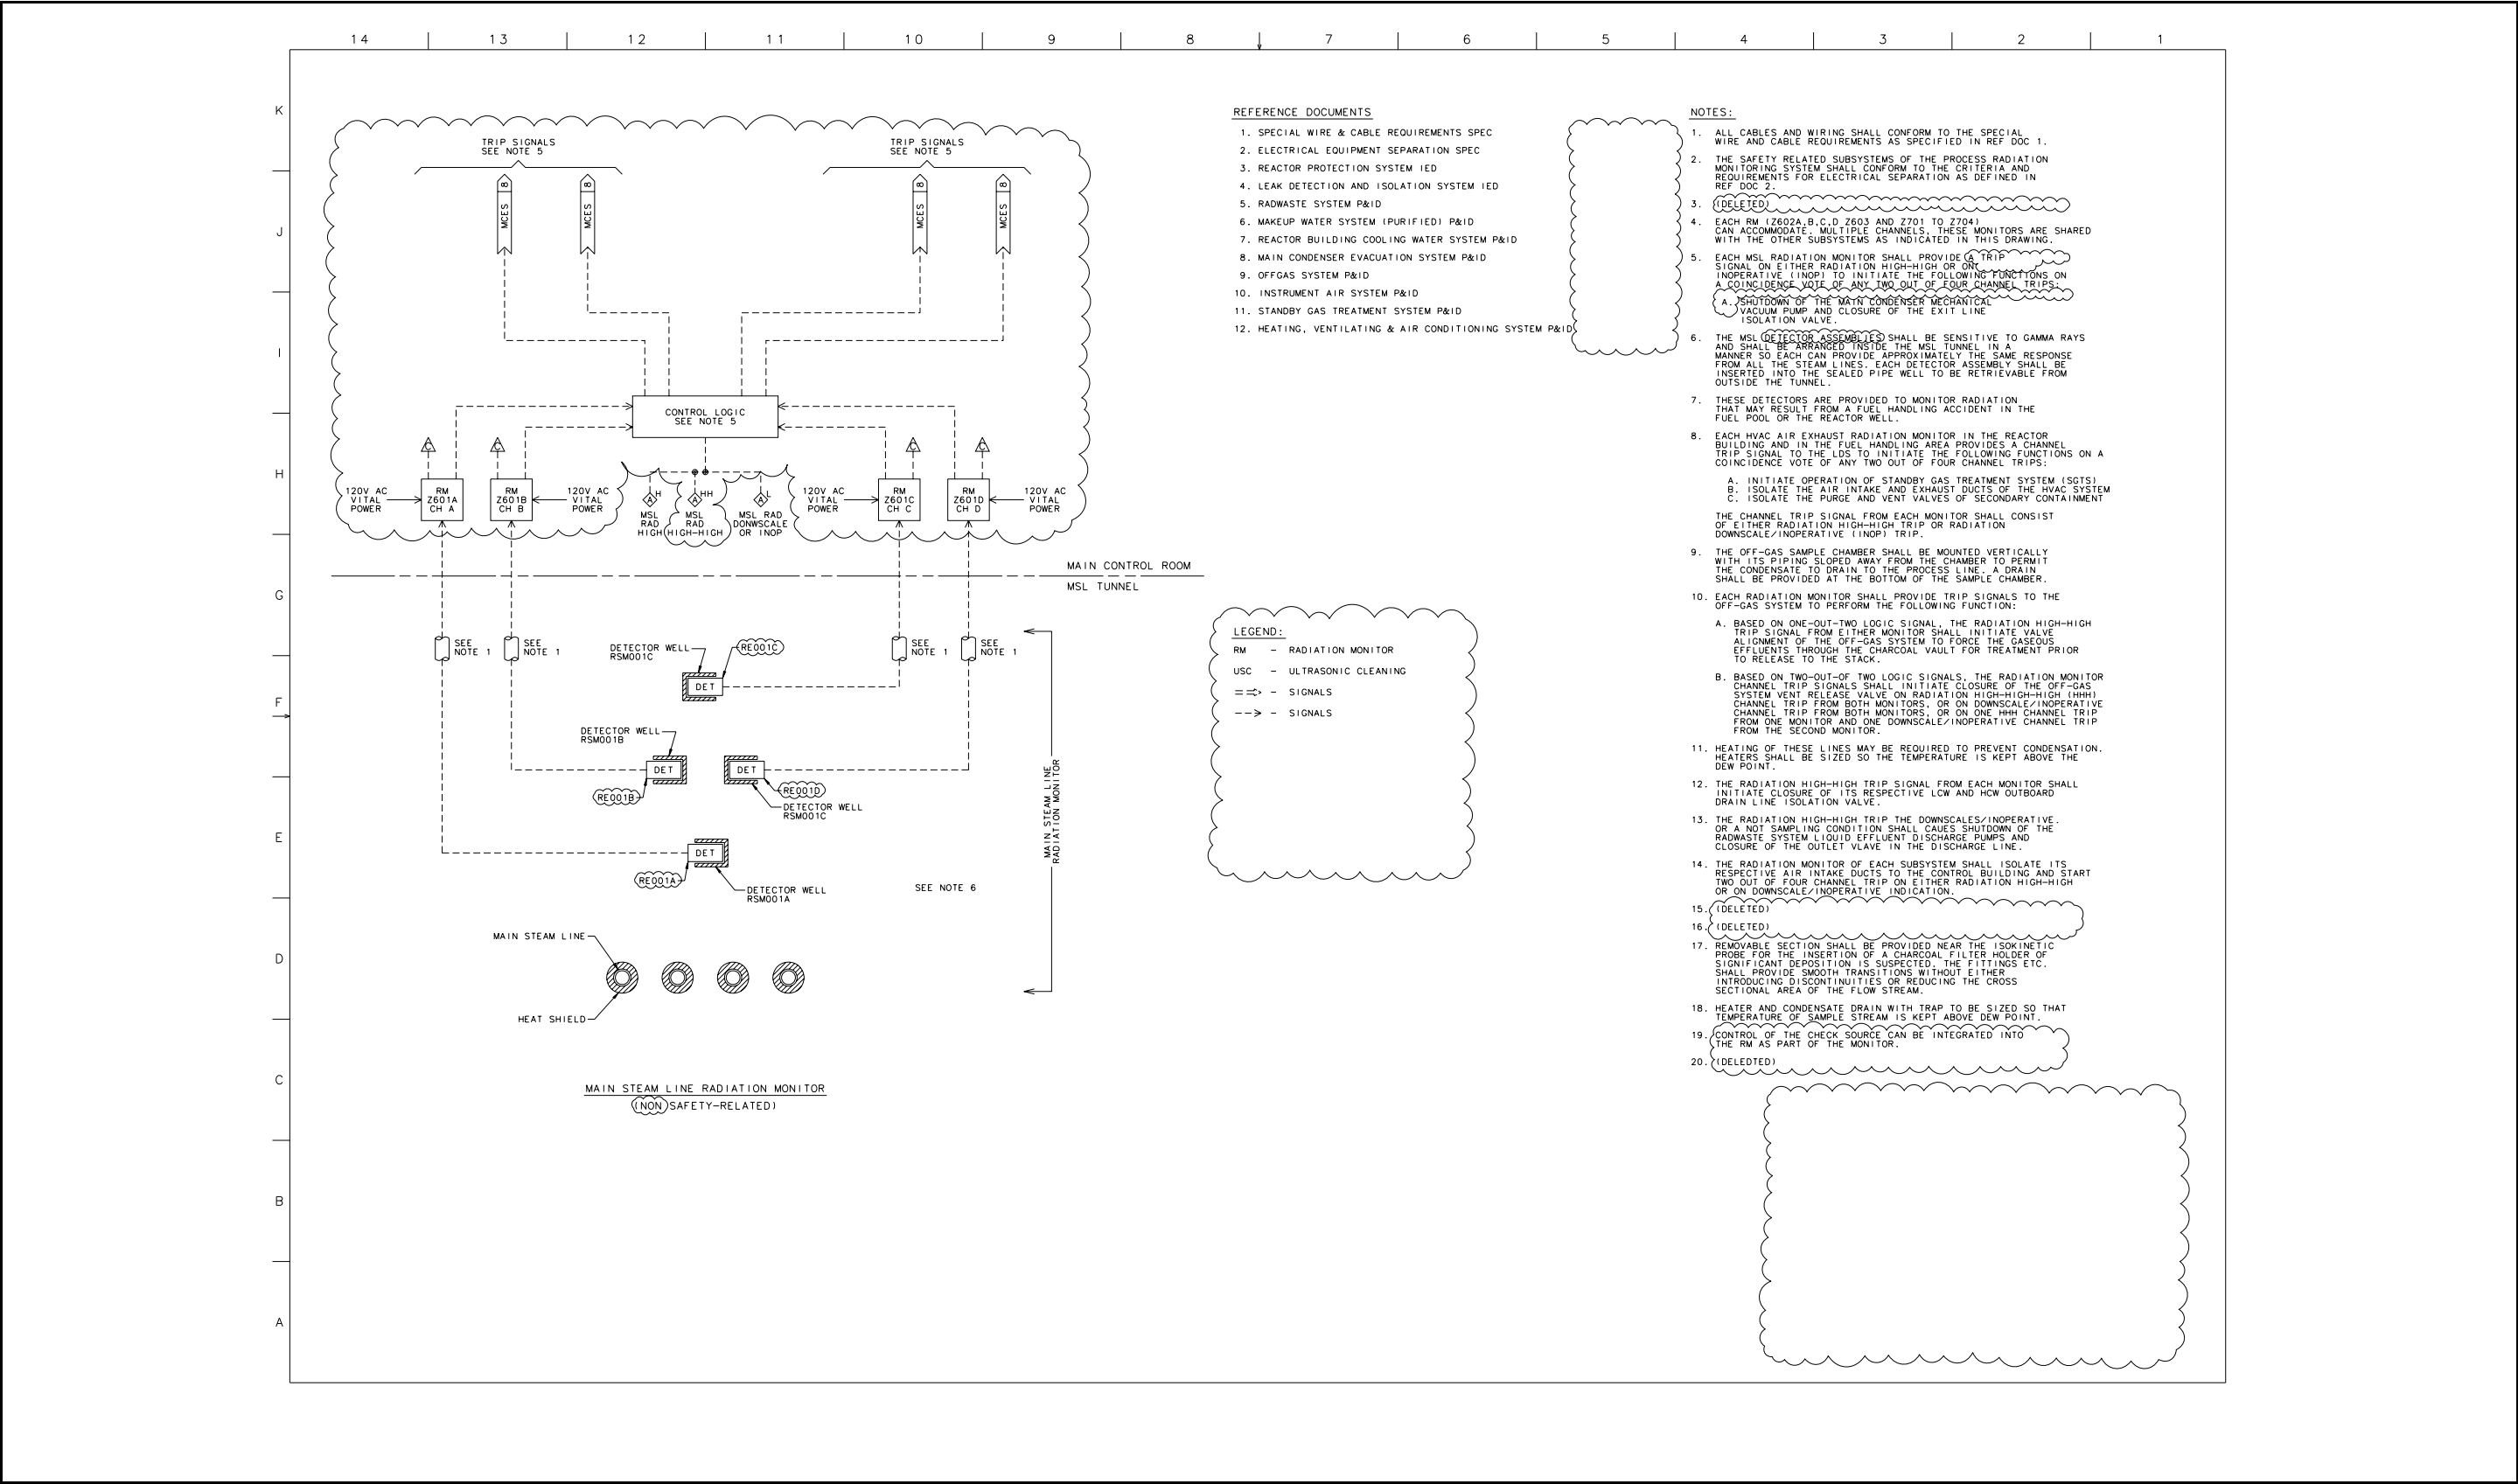 14 13 12 11 10 9 8 7 6 5 4 3 2 1
K
J
I
H
G
F
E
D
C
B
A
TRIP SIGNALS
SEE NOTE 5
TRIP SIGNALS
SEE NOTE 5
8
MCES
8
MCES
8
MCES
8
MCES
CONTROL LOGIC
SEE NOTE 5
C
C
C
C
120V AC
VITAL
POWER
RM
Z601A
CH A
RM
Z601B
CH B
120V AC
VITAL
POWER
A H
MSL
RAD
HIGH
A HH
MSL
RAD
HIGH-HIGH
A L
MSL RAD
DONWSCALE
OR INOP
120V AC
VITAL
POWER
RM
Z601C
CH C
RM
Z601D
CH D
120V AC
VITAL
POWER
MAIN CONTROL ROOM
MSL TUNNEL
SEE
NOTE 1
SEE
NOTE 1
SEE
NOTE 1
SEE
NOTE 1
DETECTOR WELL
RSM001C
RE001C
DET
DETECTOR WELL
RSM001B
DET
RE001B
DET
RE001D
DETECTOR WELL
RSM001C
DET
RE001A
DETECTOR WELL
RSM001A
SEE NOTE 6
MAIN STEAM LINE
RADIATION MONITOR
MAIN STEAM LINE
HEAT SHIELD
MAIN STEAM LINE RADIATION MONITOR
(NON SAFETY-RELATED)
REFERENCE DOCUMENTS
1. SPECIAL WIRE & CABLE REQUIREMENTS SPEC
2. ELECTRICAL EQUIPMENT SEPARATION SPEC
3. REACTOR PROTECTION SYSTEM IED
4. LEAK DETECTION AND ISOLATION SYSTEM IED
5. RADWASTE SYSTEM P&ID
6. MAKEUP WATER SYSTEM (PURIFIED) P&ID
7. REACTOR BUILDING COOLING WATER SYSTEM P&ID
8. MAIN CONDENSER EVACUATION SYSTEM P&ID
9. OFFGAS SYSTEM P&ID
10. INSTRUMENT AIR SYSTEM P&ID
11. STANDBY GAS TREATMENT SYSTEM P&ID
12. HEATING, VENTILATING & AIR CONDITIONING SYSTEM P&ID
LEGEND:
RM - RADIATION MONITOR
USC - ULTRASONIC CLEANING
==> - SIGNALS
--> - SIGNALS
NOTES:
1. ALL CABLES AND WIRING SHALL CONFORM TO THE SPECIAL
WIRE AND CABLE REQUIREMENTS AS SPECIFIED IN REF DOC 1.
2. THE SAFETY RELATED SUBSYSTEMS OF THE PROCESS RADIATION
MONITORING SYSTEM SHALL CONFORM TO THE CRITERIA AND
REQUIREMENTS FOR ELECTRICAL SEPARATION AS DEFINED IN
REF DOC 2.
3. (DELETED)
4. EACH RM (Z602A,B,C,D Z603 AND Z701 TO Z704)
CAN ACCOMMODATE. MULTIPLE CHANNELS, THESE MONITORS ARE SHARED
WITH THE OTHER SUBSYSTEMS AS INDICATED IN THIS DRAWING.
5. EACH MSL RADIATION MONITOR SHALL PROVIDE A TRIP
SIGNAL ON EITHER RADIATION HIGH-HIGH OR ON
INOPERATIVE (INOP) TO INITIATE THE FOLLOWING FUNCTIONS ON
A COINCIDENCE VOTE OF ANY TWO OUT OF FOUR CHANNEL TRIPS:
A. SHUTDOWN OF THE MAIN CONDENSER MECHANICAL
VACUUM PUMP AND CLOSURE OF THE EXIT LINE
ISOLATION VALVE.
6. THE MSL DETECTOR ASSEMBLIES SHALL BE SENSITIVE TO GAMMA RAYS
AND SHALL BE ARRANGED INSIDE THE MSL TUNNEL IN A
MANNER SO EACH CAN PROVIDE APPROXIMATELY THE SAME RESPONSE
FROM ALL THE STEAM LINES. EACH DETECTOR ASSEMBLY SHALL BE
INSERTED INTO THE SEALED PIPE WELL TO BE RETRIEVABLE FROM
OUTSIDE THE TUNNEL.
7. THESE DETECTORS ARE PROVIDED TO MONITOR RADIATION
THAT MAY RESULT FROM A FUEL HANDLING ACCIDENT IN THE
FUEL POOL OR THE REACTOR WELL.
8. EACH HVAC AIR EXHAUST RADIATION MONITOR IN THE REACTOR
BUILDING AND IN THE FUEL HANDLING AREA PROVIDES A CHANNEL
TRIP SIGNAL TO THE LDS TO INITIATE THE FOLLOWING FUNCTIONS ON A
COINCIDENCE VOTE OF ANY TWO OUT OF FOUR CHANNEL TRIPS:
A. INITIATE OPERATION OF STANDBY GAS TREATMENT SYSTEM (SGTS)
B. ISOLATE THE AIR INTAKE AND EXHAUST DUCTS OF THE HVAC SYSTEM
C. ISOLATE THE PURGE AND VENT VALVES OF SECONDARY CONTAINMENT
THE CHANNEL TRIP SIGNAL FROM EACH MONITOR SHALL CONSIST
OF EITHER RADIATION HIGH-HIGH TRIP OR RADIATION
DOWNSCALE/INOPERATIVE (INOP) TRIP.
9. THE OFF-GAS SAMPLE CHAMBER SHALL BE MOUNTED VERTICALLY
WITH ITS PIPING SLOPED AWAY FROM THE CHAMBER TO PERMIT
THE CONDENSATE TO DRAIN TO THE PROCESS LINE. A DRAIN
SHALL BE PROVIDED AT THE BOTTOM OF THE SAMPLE CHAMBER.
10. EACH RADIATION MONITOR SHALL PROVIDE TRIP SIGNALS TO THE
OFF-GAS SYSTEM TO PERFORM THE FOLLOWING FUNCTION:
A. BASED ON ONE-OUT-TWO LOGIC SIGNAL, THE RADIATION HIGH-HIGH
TRIP SIGNAL FROM EITHER MONITOR SHALL INITIATE VALVE
ALIGNMENT OF THE OFF-GAS SYSTEM TO FORCE THE GASEOUS
EFFLUENTS THROUGH THE CHARCOAL VAULT FOR TREATMENT PRIOR
TO RELEASE TO THE STACK.
B. BASED ON TWO-OUT-OF TWO LOGIC SIGNALS, THE RADIATION MONITOR
CHANNEL TRIP SIGNALS SHALL INITIATE CLOSURE OF THE OFF-GAS
SYSTEM VENT RELEASE VALVE ON RADIATION HIGH-HIGH-HIGH (HHH)
CHANNEL TRIP FROM BOTH MONITORS, OR ON DOWNSCALE/INOPERATIVE
CHANNEL TRIP FROM BOTH MONITORS, OR ON ONE HHH CHANNEL TRIP
FROM ONE MONITOR AND ONE DOWNSCALE/INOPERATIVE CHANNEL TRIP
FROM THE SECOND MONITOR.
11. HEATING OF THESE LINES MAY BE REQUIRED TO PREVENT CONDENSATION.
HEATERS SHALL BE SIZED SO THE TEMPERATURE IS KEPT ABOVE THE
DEW POINT.
12. THE RADIATION HIGH-HIGH TRIP SIGNAL FROM EACH MONITOR SHALL
INITIATE CLOSURE OF ITS RESPECTIVE LCW AND HCW OUTBOARD
DRAIN LINE ISOLATION VALVE.
13. THE RADIATION HIGH-HIGH TRIP THE DOWNSCALES/INOPERATIVE.
OR A NOT SAMPLING CONDITION SHALL CAUES SHUTDOWN OF THE
RADWASTE SYSTEM LIQUID EFFLUENT DISCHARGE PUMPS AND
CLOSURE OF THE OUTLET VLAVE IN THE DISCHARGE LINE.
14. THE RADIATION MONITOR OF EACH SUBSYSTEM SHALL ISOLATE ITS
RESPECTIVE AIR INTAKE DUCTS TO THE CONTROL BUILDING AND START
TWO OUT OF FOUR CHANNEL TRIP ON EITHER RADIATION HIGH-HIGH
OR ON DOWNSCALE/INOPERATIVE INDICATION.
15. (DELETED)
16. (DELETED)
17. REMOVABLE SECTION SHALL BE PROVIDED NEAR THE ISOKINETIC
PROBE FOR THE INSERTION OF A CHARCOAL FILTER HOLDER OF
SIGNIFICANT DEPOSITION IS SUSPECTED. THE FITTINGS ETC.
SHALL PROVIDE SMOOTH TRANSITIONS WITHOUT EITHER
INTRODUCING DISCONTINUITIES OR REDUCING THE CROSS
SECTIONAL AREA OF THE FLOW STREAM.
18. HEATER AND CONDENSATE DRAIN WITH TRAP TO BE SIZED SO THAT
TEMPERATURE OF SAMPLE STREAM IS KEPT ABOVE DEW POINT.
19. CONTROL OF THE CHECK SOURCE CAN BE INTEGRATED INTO
THE RM AS PART OF THE MONITOR.
20. (DELEDTED)